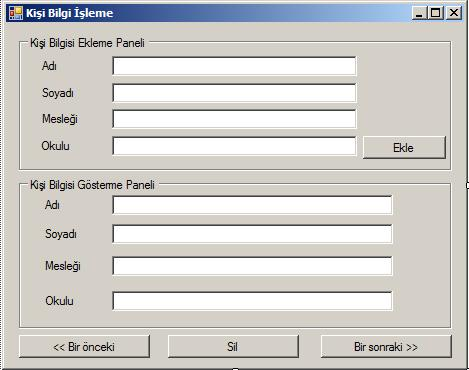 Kişi Bilgi İşleme
Kişi Bilgisi Ekleme Paneli
Adı
Soyadı
Mesleği
Okulu
Ekle
Kişi Bilgisi Gösterme Paneli
Adı
Soyadı
Mesleği
Okulu
<< Bir önceki
Sil
Bir sonraki >>